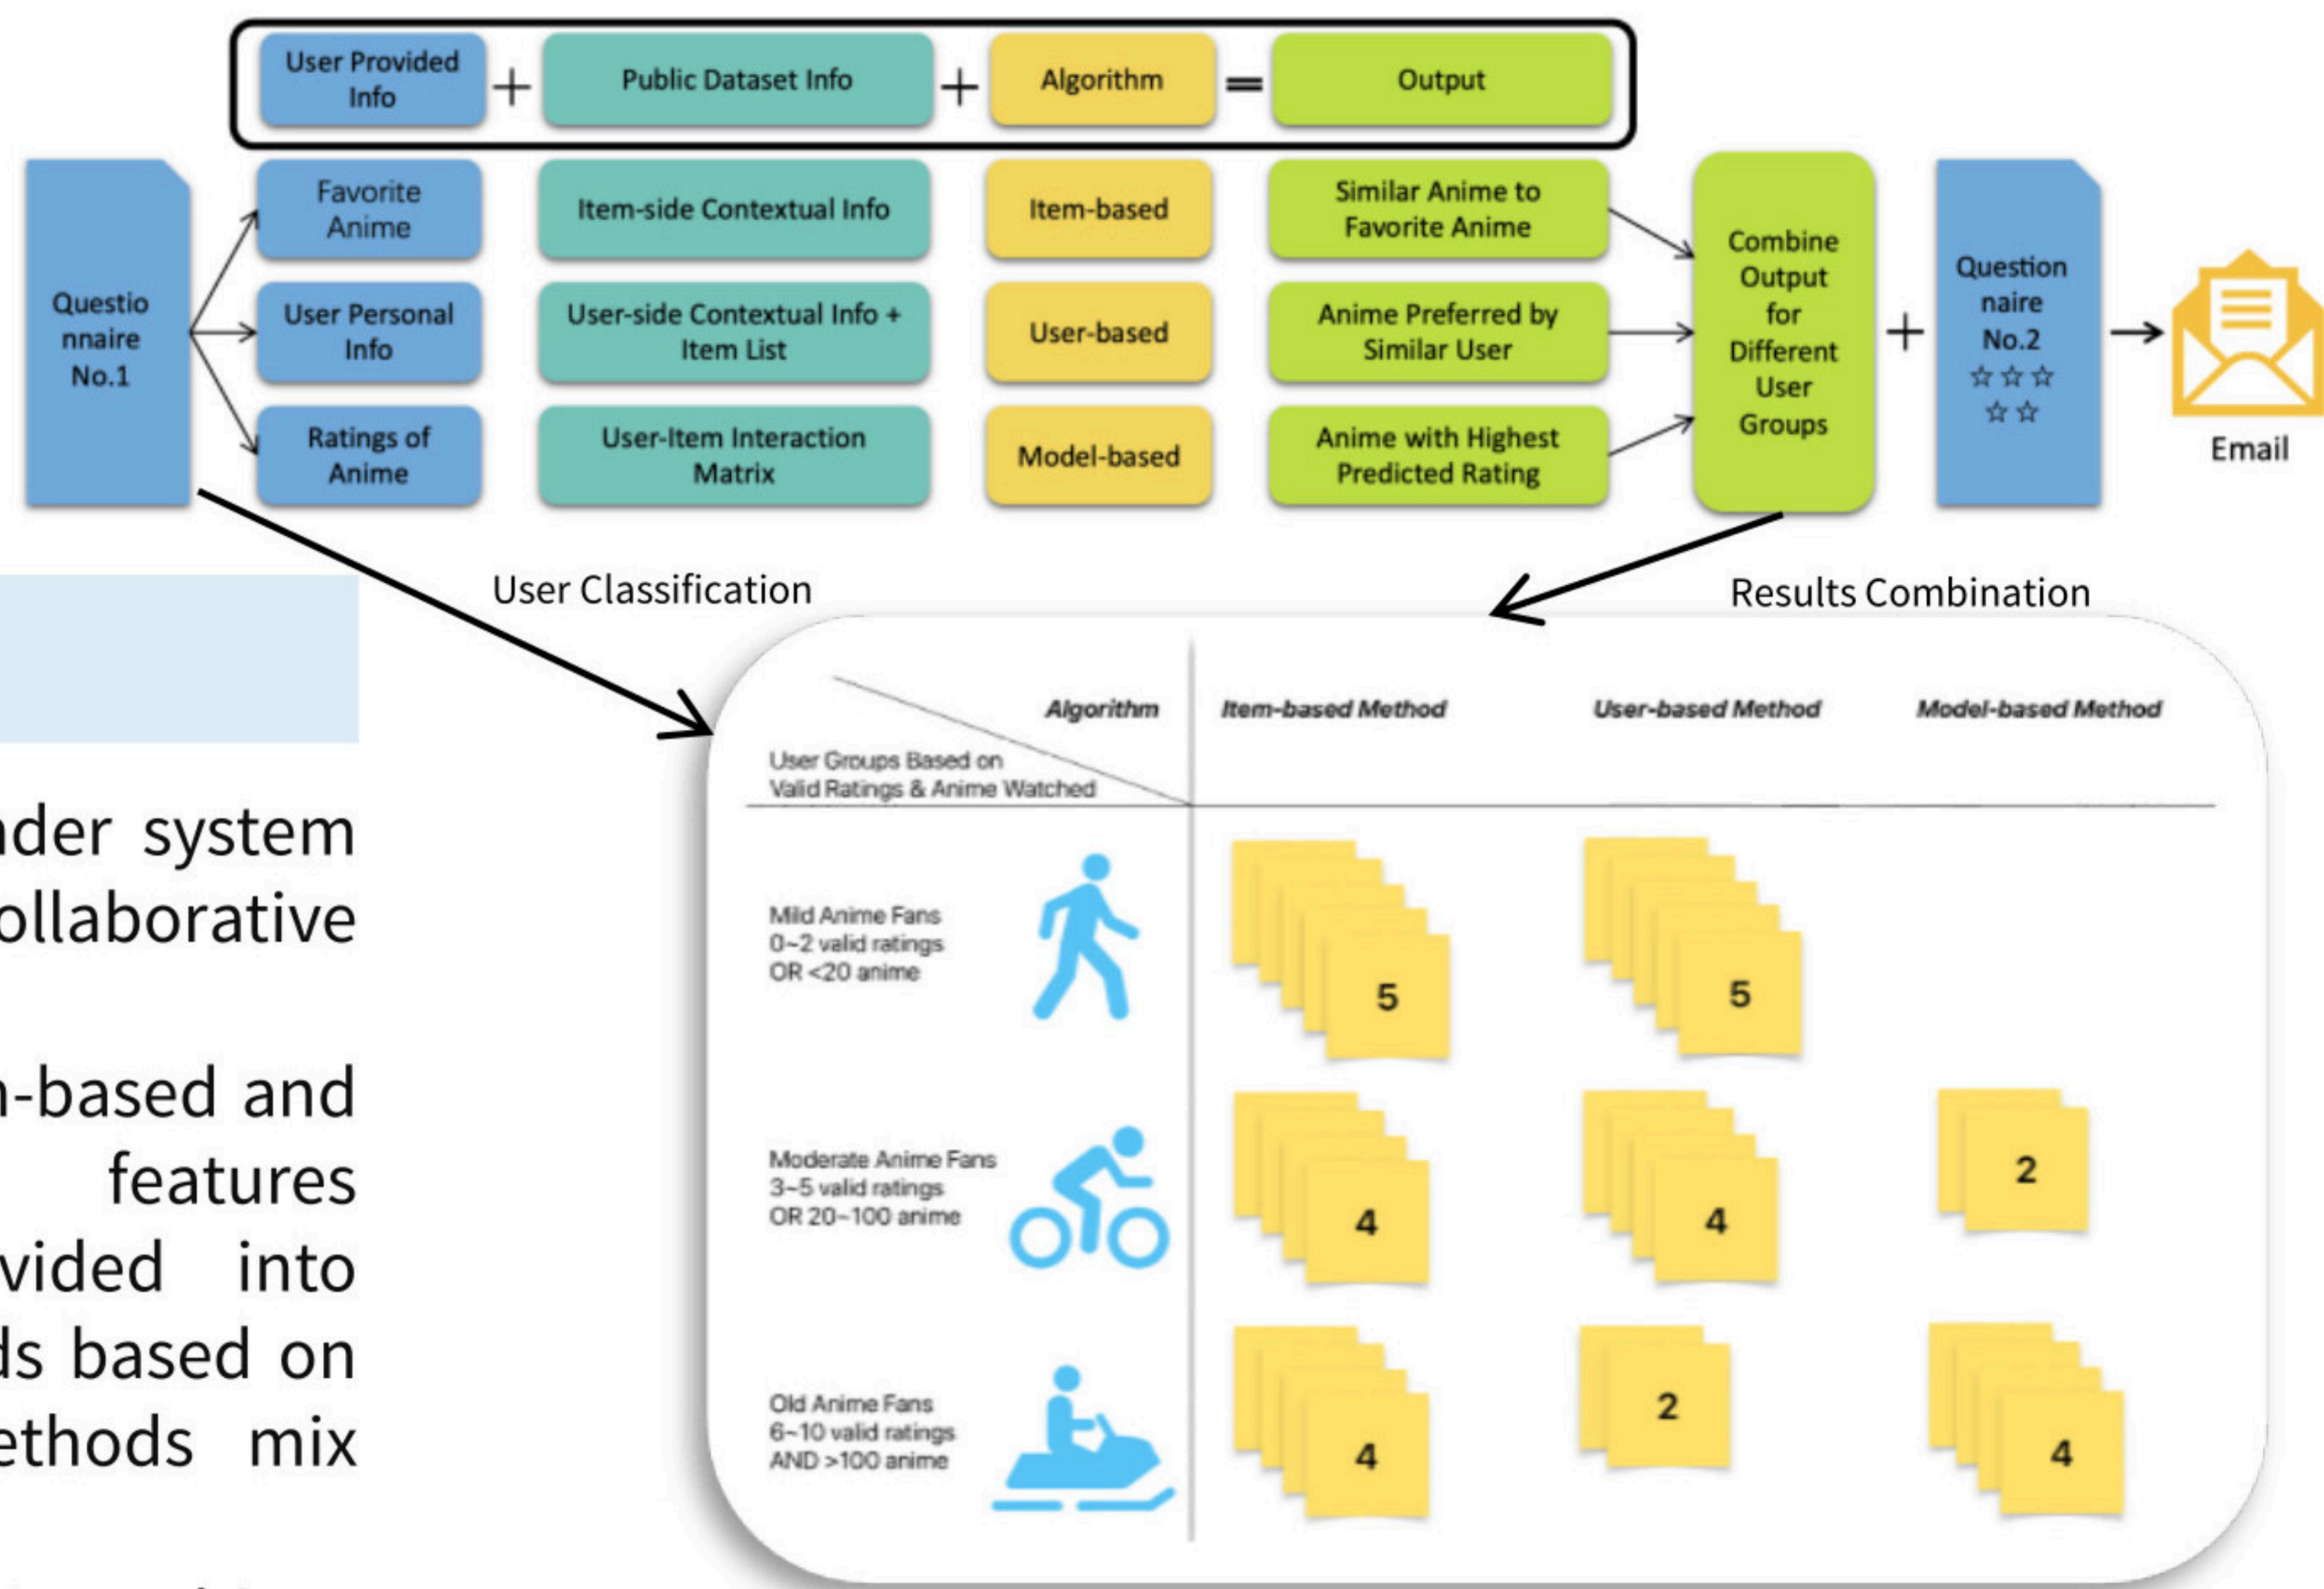 User Provided
Info
+
Public Dataset Info
+
Algorithm
=
Output
Questio
nnaire
No.1
Favorite
Anime
Item-side Contextual Info
Item-based
Similar Anime to
Favorite Anime
User Personal
Info
User-side Contextual Info +
Item List
User-based
Anime Preferred by
Similar User
Ratings of
Anime
User-Item Interaction
Matrix
Model-based
Anime with Highest
Predicted Rating
Combine
Output
for
Different
User
Groups
+
Question
naire
No.2
☆☆☆
☆☆
Email
User Classification
Results Combination
nder system
ollaborative
n-based and
features
vided into
ds based on
ethods mix
Algorithm
Item-based Method
User-based Method
Model-based Method
User Groups Based on
Valid Ratings & Anime Watched
Mild Anime Fans
0~2 valid ratings
OR <20 anime
5
5
Moderate Anime Fans
3~5 valid ratings
OR 20~100 anime
4
4
2
Old Anime Fans
6~10 valid ratings
AND >100 anime
4
2
4